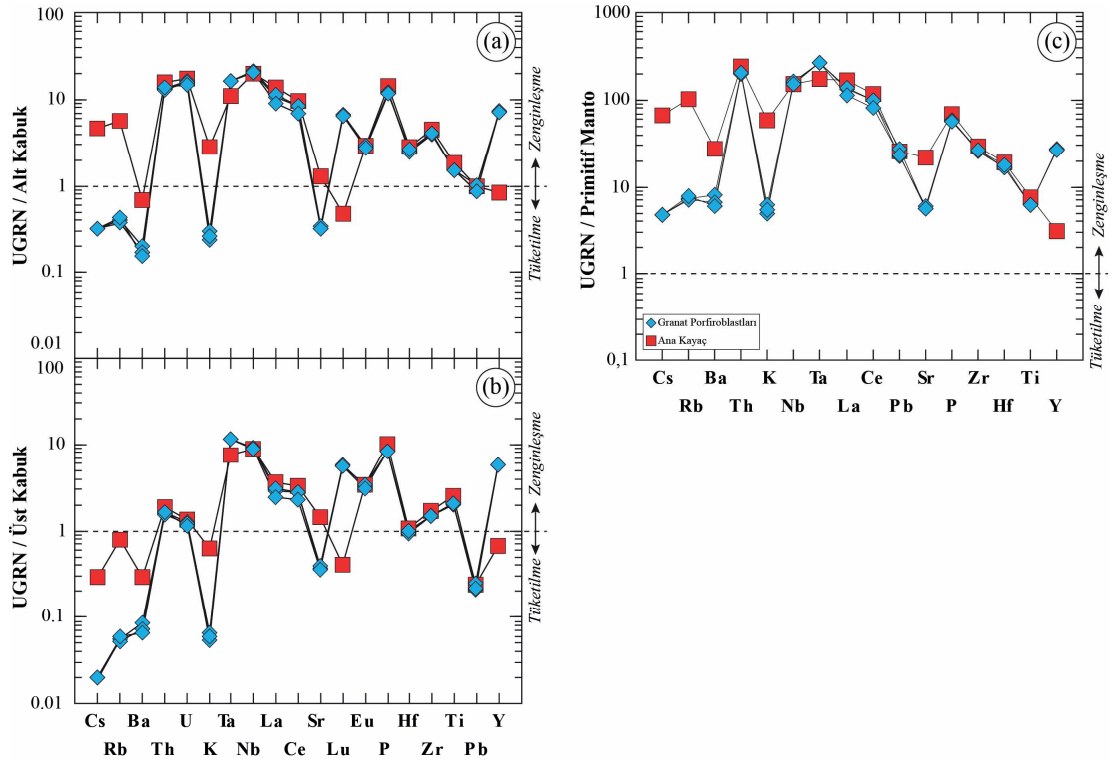 (a)
UGRN / Alt Kabuk
100
10
1
0.1
0.01
Zenginleşme
Tüketilme
(b)
UGRN / Üst Kabuk
100
10
1
0.1
0.01
Zenginleşme
Tüketilme
Cs Ba U Ta La Sr Eu Hf Ti Y
Rb Th K Nb Ce Lu P Zr Pb
(c)
UGRN / Primitif Manto
1000
100
10
1
0,1
Zenginleşme
Tüketilme
Granat Porfiroblastları
Ana Kayaç
Cs Ba K Ta Ce Sr Zr Ti
Rb Th Nb La Pb P Hf Y